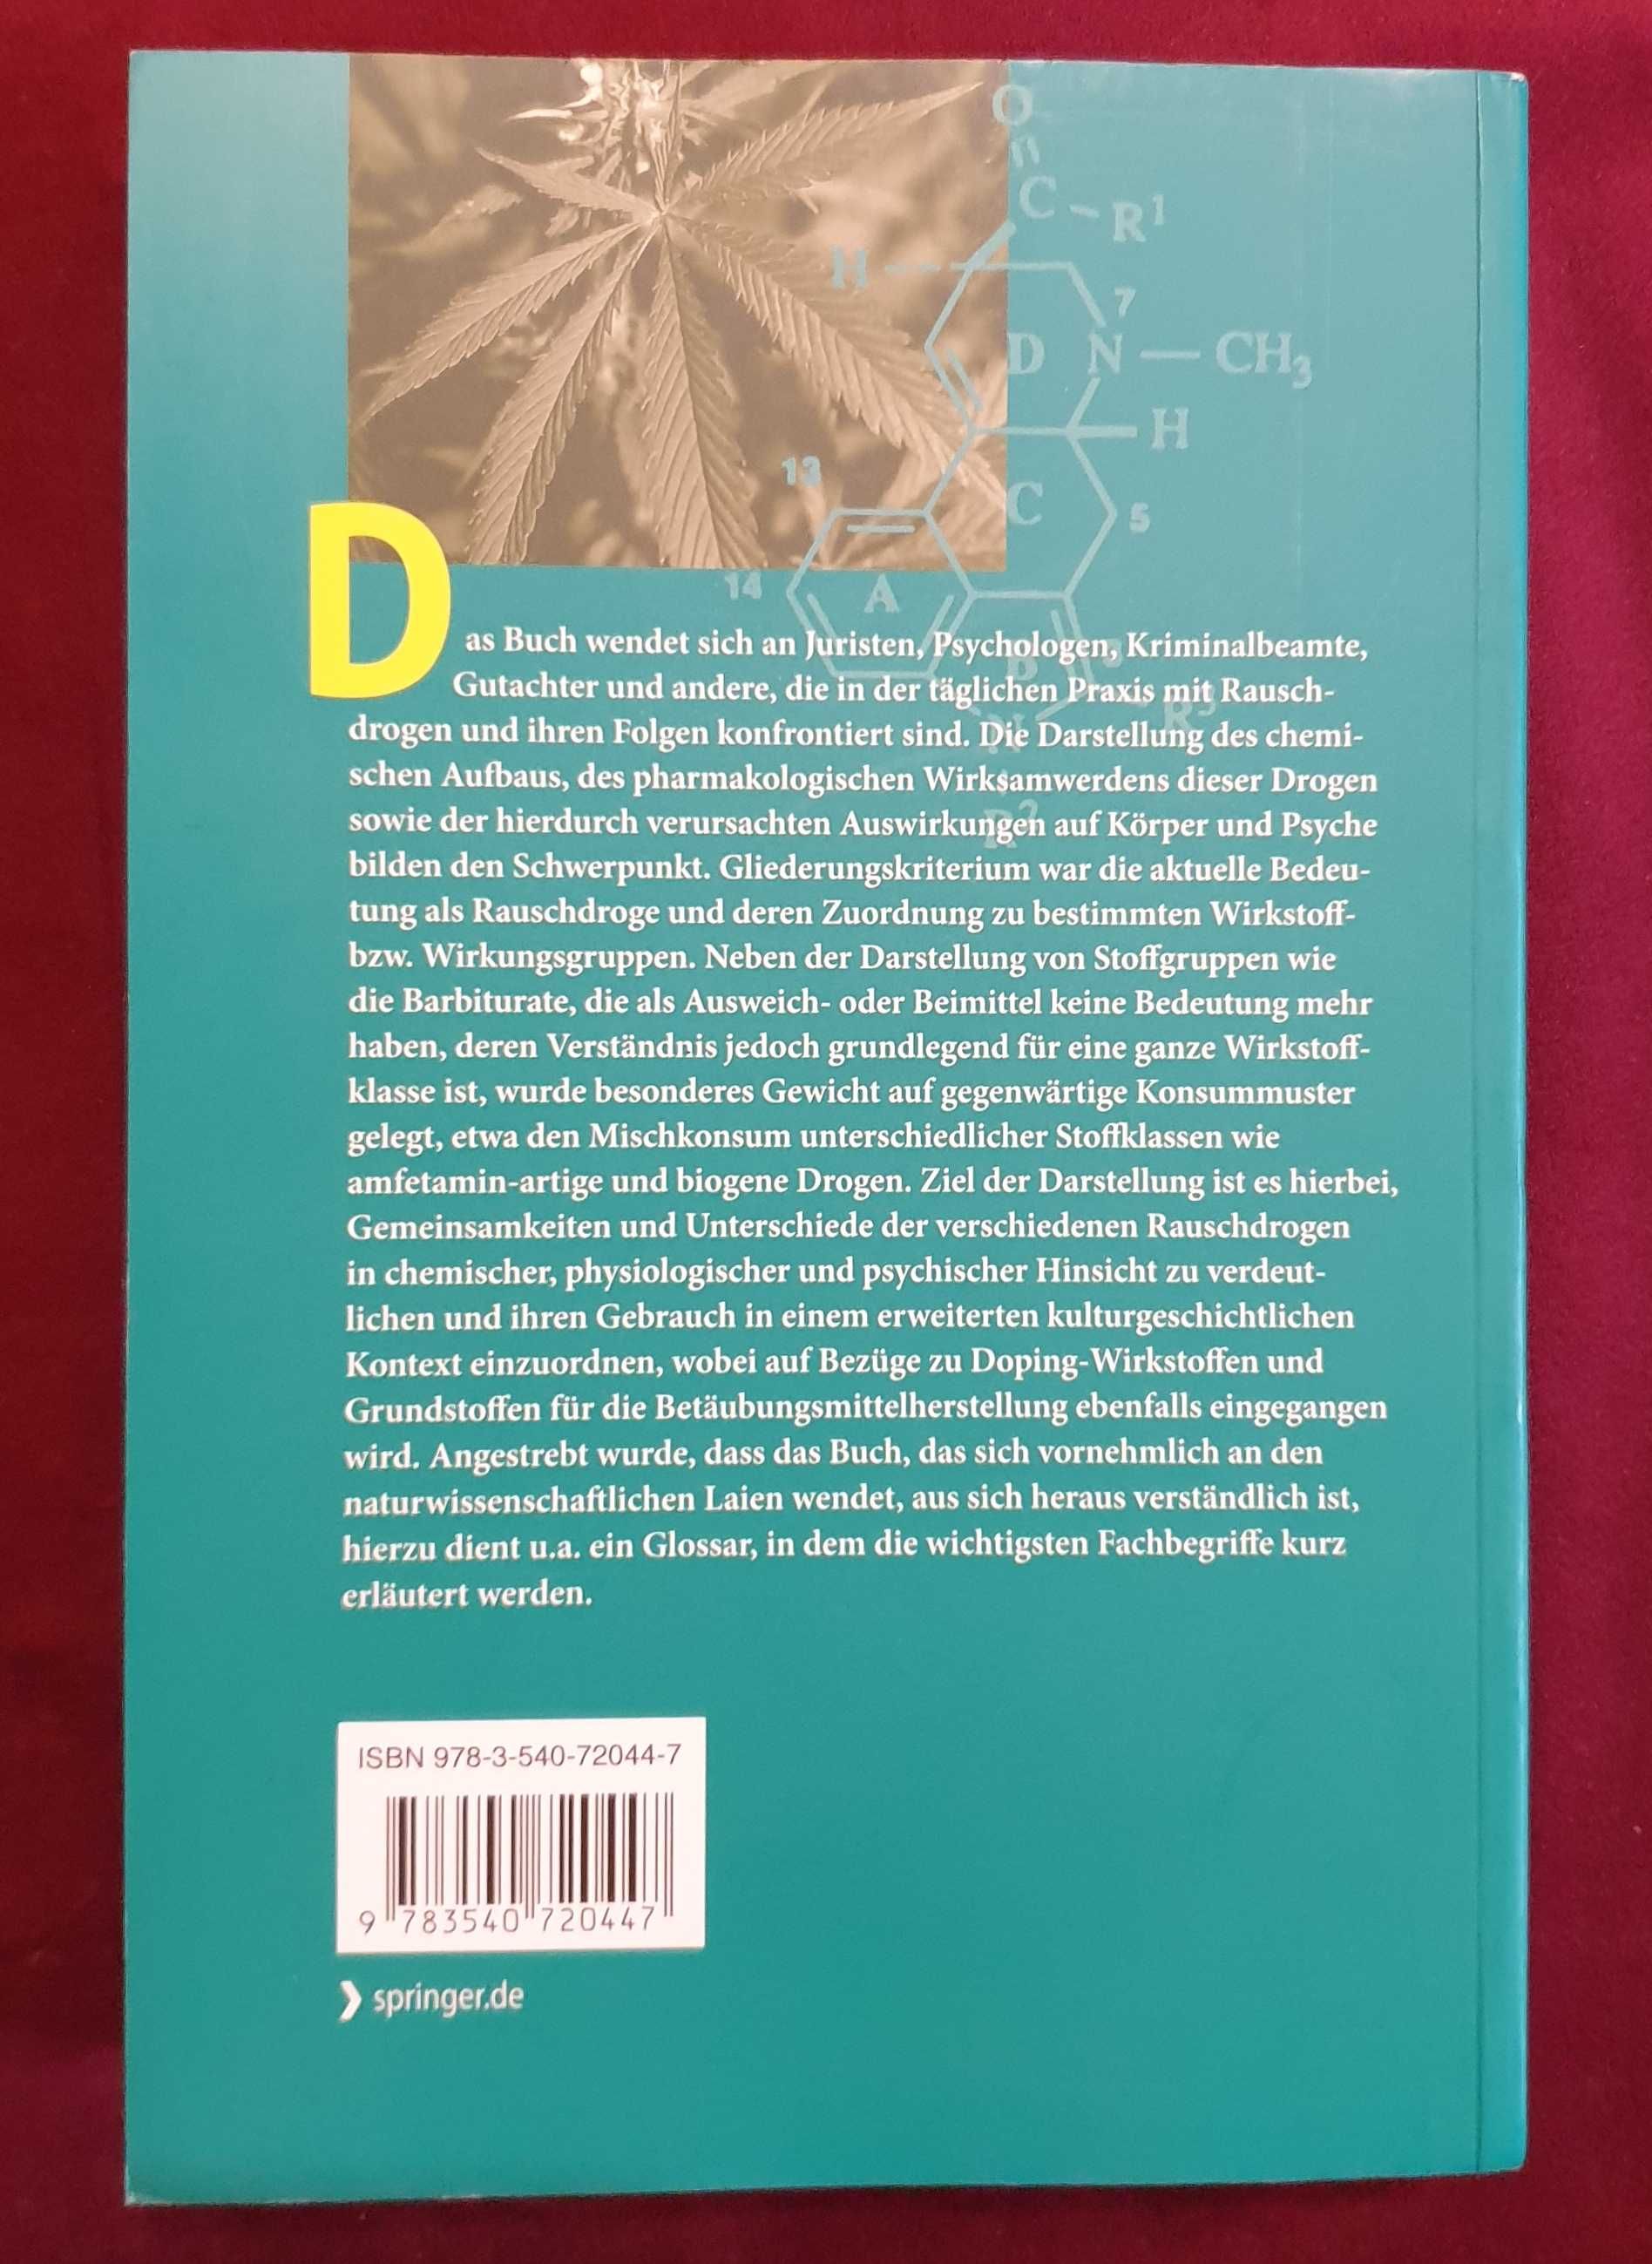 O
C – R¹
H
7
D N — CH₃
H
13
C
5
14
A
Das Buch wendet sich an Juristen, Psychologen, Kriminalbeamte,
Gutachter und andere, die in der täglichen Praxis mit Rausch-
drogen und ihren Folgen konfrontiert sind. Die Darstellung des chemi-
schen Aufbaus, des pharmakologischen Wirksamwerdens dieser Drogen
sowie der hierdurch verursachten Auswirkungen auf Körper und Psyche
bilden den Schwerpunkt. Gliederungskriterium war die aktuelle Bedeu-
tung als Rauschdroge und deren Zuordnung zu bestimmten Wirkstoff-
bzw. Wirkungsgruppen. Neben der Darstellung von Stoffgruppen wie
die Barbiturate, die als Ausweich- oder Beimittel keine Bedeutung mehr
haben, deren Verständnis jedoch grundlegend für eine ganze Wirkstoff-
klasse ist, wurde besonderes Gewicht auf gegenwärtige Konsummuster
gelegt, etwa den Mischkonsum unterschiedlicher Stoffklassen wie
amfetamin-artige und biogene Drogen. Ziel der Darstellung ist es hierbei,
Gemeinsamkeiten und Unterschiede der verschiedenen Rauschdrogen
in chemischer, physiologischer und psychischer Hinsicht zu verdeut-
lichen und ihren Gebrauch in einem erweiterten kulturgeschichtlichen
Kontext einzuordnen, wobei auf Bezüge zu Doping-Wirkstoffen und
Grundstoffen für die Betäubungsmittelherstellung ebenfalls eingegangen
wird. Angestrebt wurde, dass das Buch, das sich vornehmlich an den
naturwissenschaftlichen Laien wendet, aus sich heraus verständlich ist,
hierzu dient u.a. ein Glossar, in dem die wichtigsten Fachbegriffe kurz
erläutert werden.
ISBN 978-3-540-72044-7
9 783540 720447
springer.de